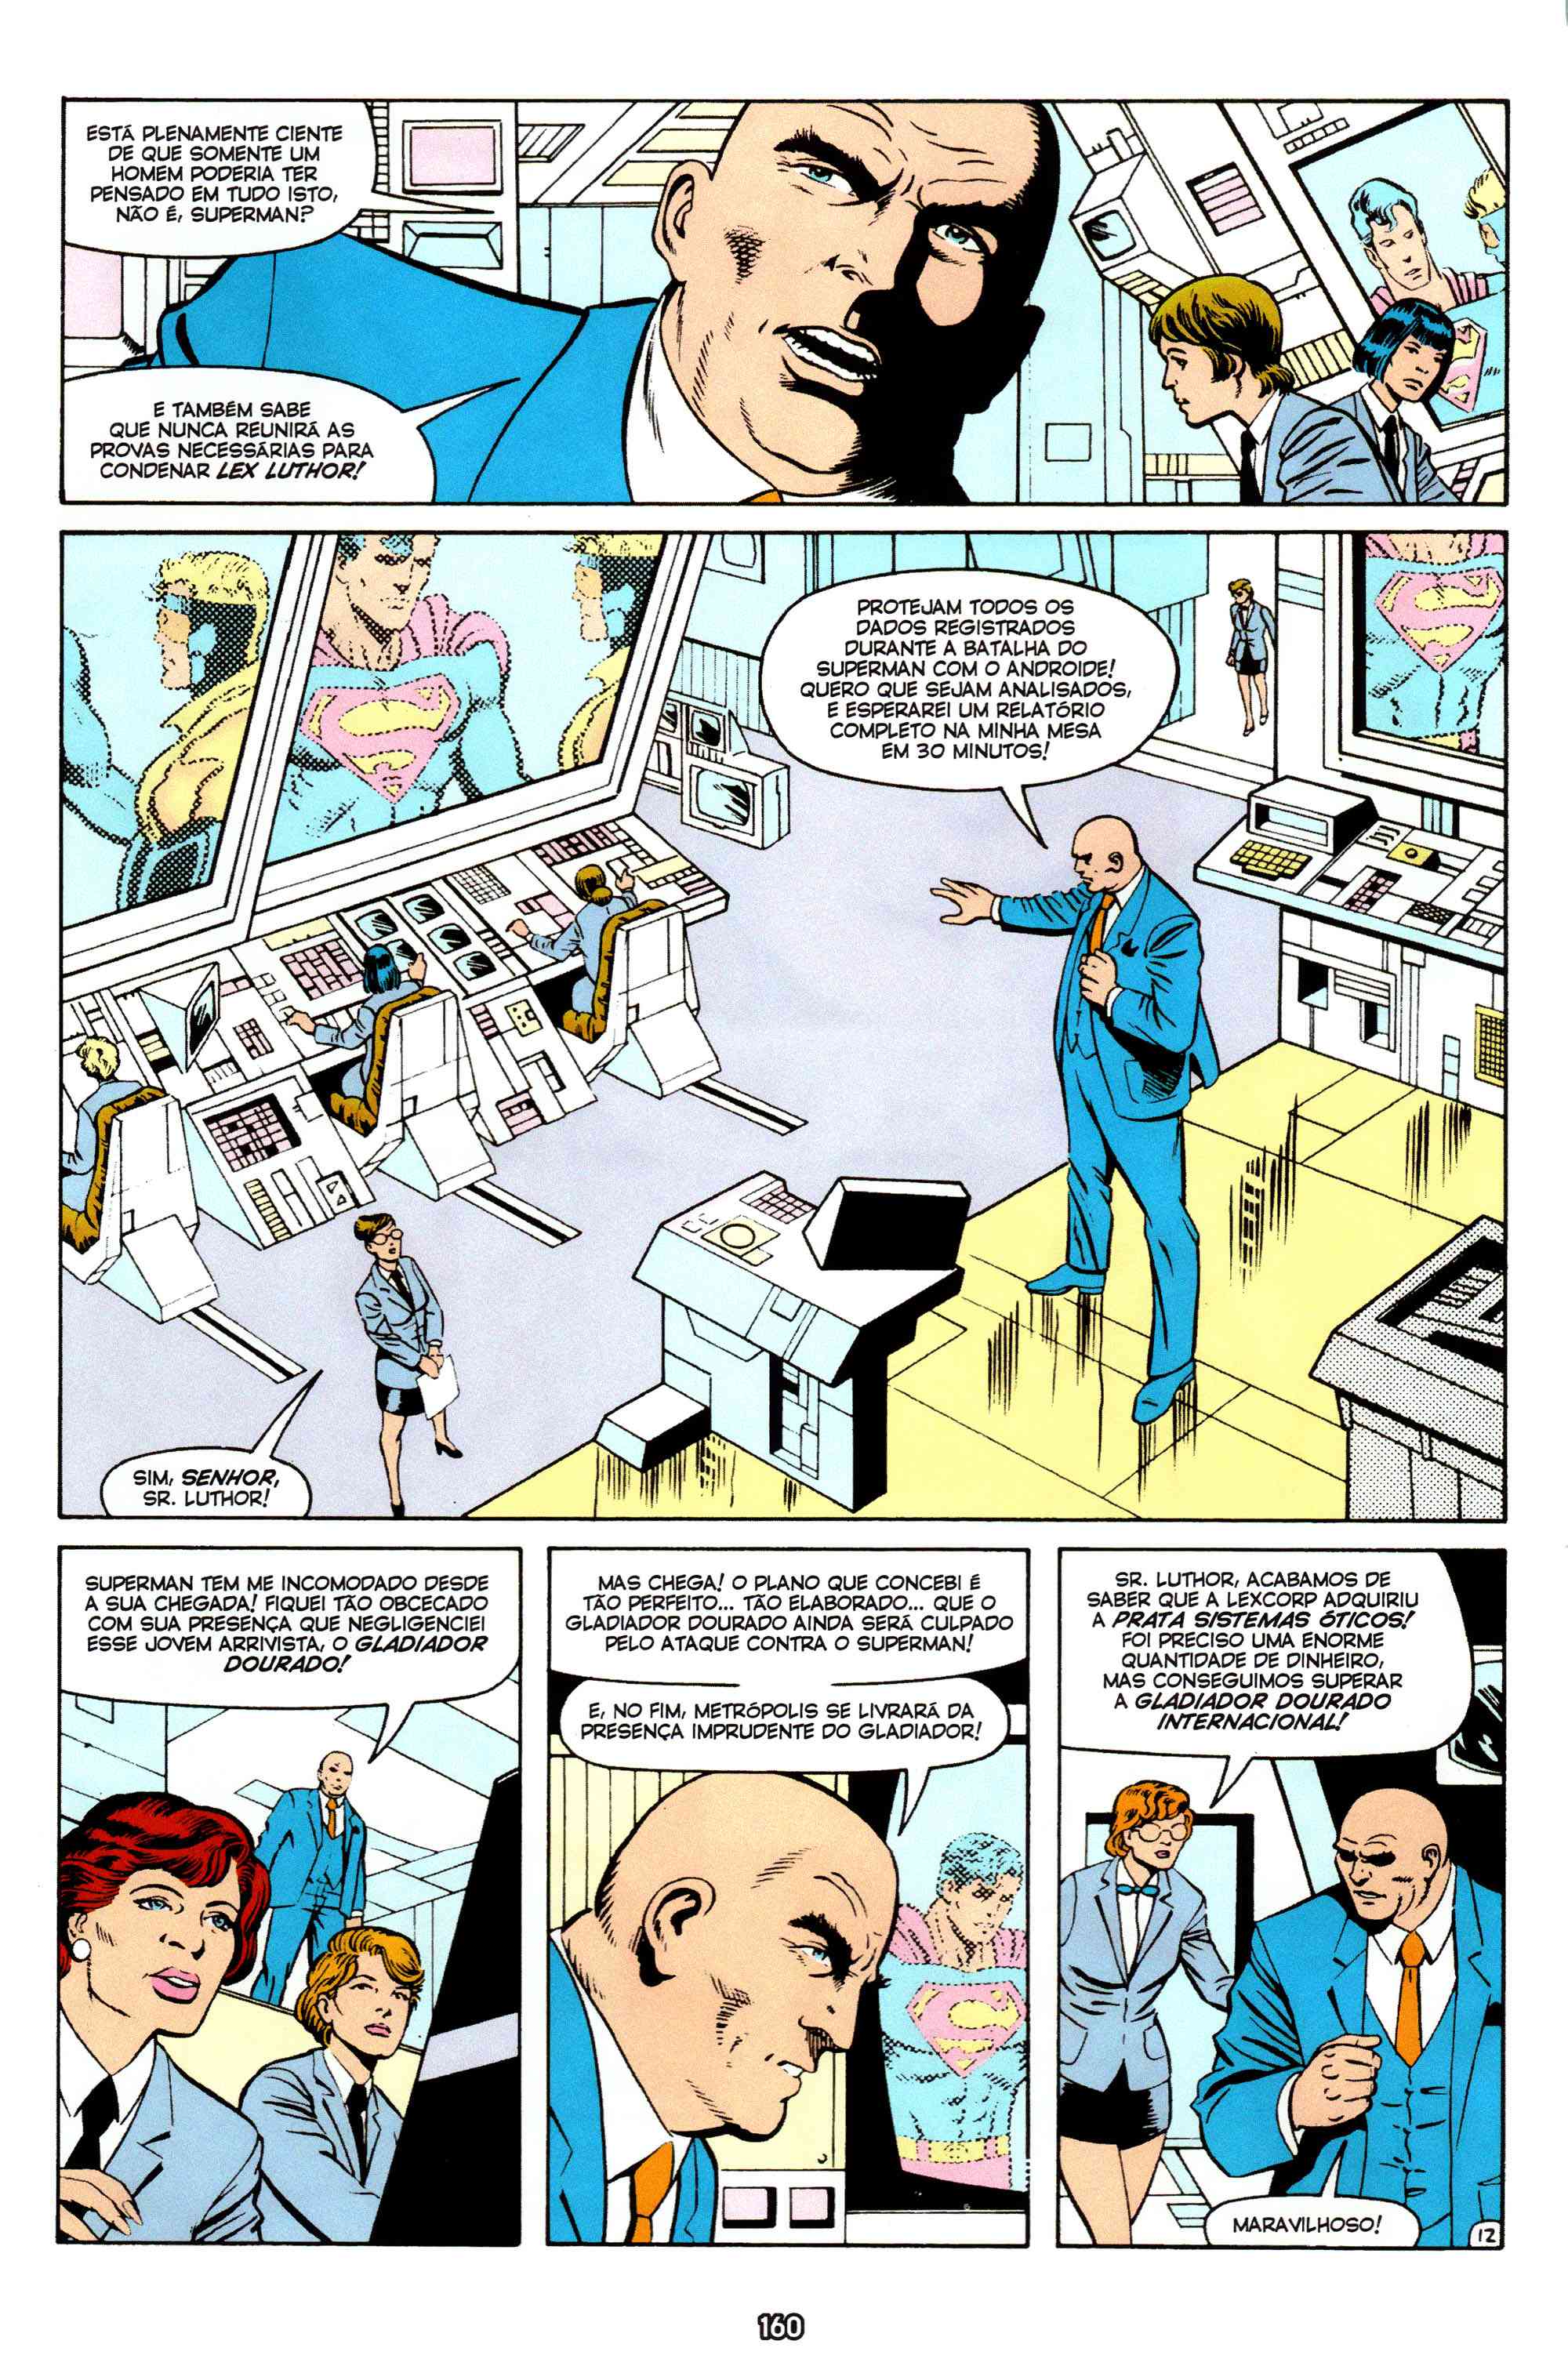 ESTÁ PLENAMENTE CIENTE
DE QUE SOMENTE UM
HOMEM PODERIA TER
PENSADO EM TUDO ISTO,
NÃO É, SUPERMAN?
E TAMBÉM SABE
QUE NUNCA REUNIRÁ AS
PROVAS NECESSÁRIAS PARA
CONDENAR LEX LUTHOR!
PROTEJAM TODOS OS
DADOS REGISTRADOS
DURANTE A BATALHA DO
SUPERMAN COM O ANDROIDE!
QUERO QUE SEJAM ANALISADOS,
E ESPERAREI UM RELATÓRIO
COMPLETO NA MINHA MESA
EM 30 MINUTOS!
SIM, SENHOR,
SR. LUTHOR!
SUPERMAN TEM ME INCOMODADO DESDE
A SUA CHEGADA! FIQUEI TÃO OBCECADO
COM SUA PRESENÇA QUE NEGLIGENCIEI
ESSE JOVEM ARRIVISTA, O GLADIADOR
DOURADO!
MAS CHEGA! O PLANO QUE CONCEBI É
TÃO PERFEITO... TÃO ELABORADO... QUE O
GLADIADOR DOURADO AINDA SERÁ CULPADO
PELO ATAQUE CONTRA O SUPERMAN!
E, NO FIM, METRÓPOLIS SE LIVRARÁ DA
PRESENÇA IMPRUDENTE DO GLADIADOR!
SR. LUTHOR, ACABAMOS DE
SABER QUE A LEXCORP ADQUIRIU
A PRATA SISTEMAS ÓTICOS!
FOI PRECISO UMA ENORME
QUANTIDADE DE DINHEIRO,
MAS CONSEGUIMOS SUPERAR
A GLADIADOR DOURADO
INTERNACIONAL!
MARAVILHOSO!
12
160